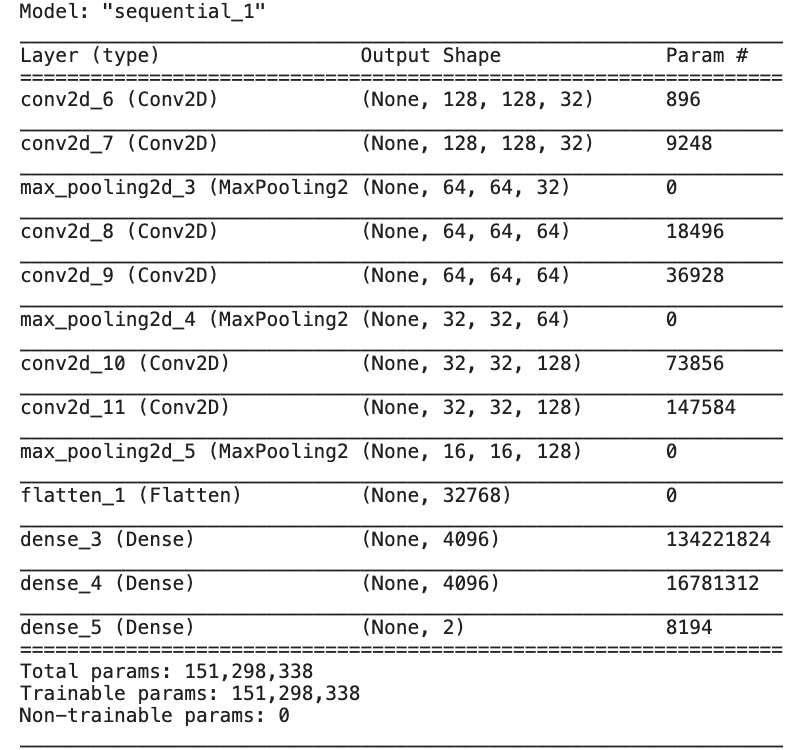 Model: "sequential_1"
Layer (type) Output Shape Param #
conv2d_6 (Conv2D) (None, 128, 128, 32) 896
conv2d_7 (Conv2D) (None, 128, 128, 32) 9248
max_pooling2d_3 (MaxPooling2 (None, 64, 64, 32) 0
conv2d_8 (Conv2D) (None, 64, 64, 64) 18496
conv2d_9 (Conv2D) (None, 64, 64, 64) 36928
max_pooling2d_4 (MaxPooling2 (None, 32, 32, 64) 0
conv2d_10 (Conv2D) (None, 32, 32, 128) 73856
conv2d_11 (Conv2D) (None, 32, 32, 128) 147584
max_pooling2d_5 (MaxPooling2 (None, 16, 16, 128) 0
flatten_1 (Flatten) (None, 32768) 0
dense_3 (Dense) (None, 4096) 134221824
dense_4 (Dense) (None, 4096) 16781312
dense_5 (Dense) (None, 2) 8194
Total params: 151,298,338
Trainable params: 151,298,338
Non-trainable params: 0